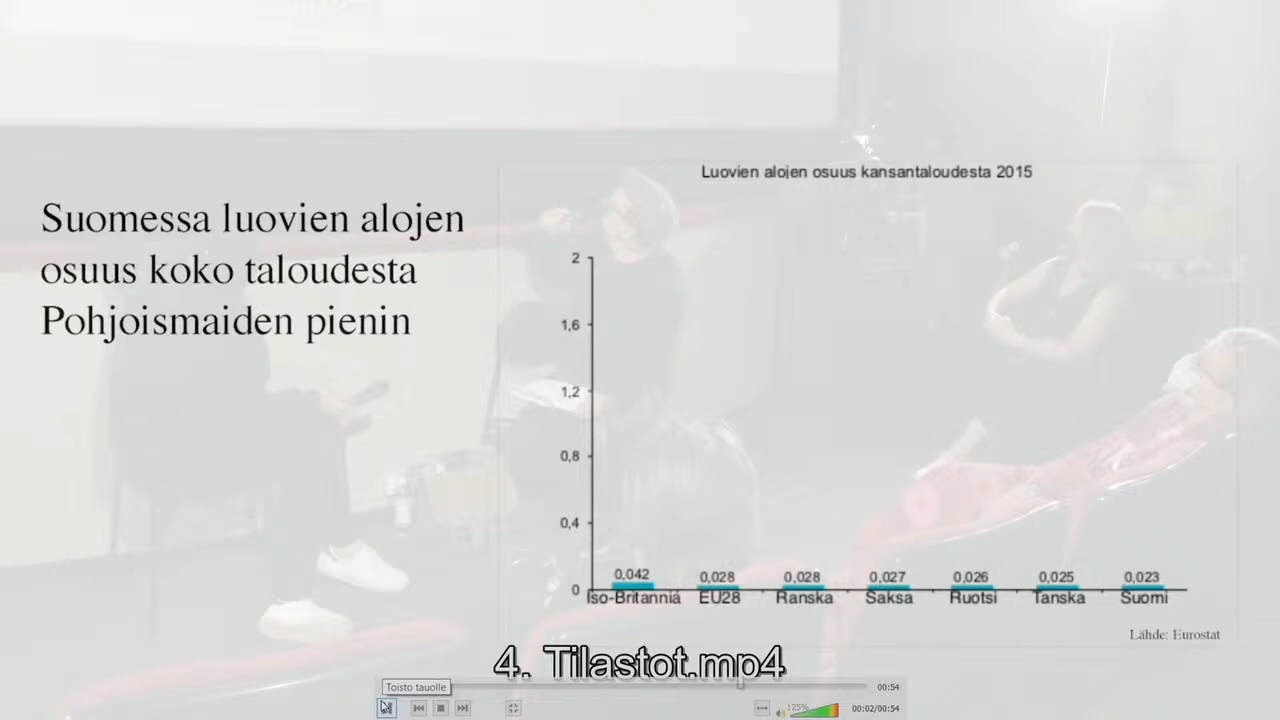 Luovien alojen osuus kansantaloudesta 2015
Suomessa luovien alojen
osuus koko taloudesta
Pohjoismaiden pienin
2
1,6
1,2
0,8
0,4
0
0,042
0,028
0,028
0,027
0,026
0,025
0,023
Iso-Britannia
EU28
Ranska
Saksa
Ruotsi
Tanska
Suomi
Lähde: Eurostat
4. Tilastot.mp4
Toisto tauolle
00:54
125%
00:02/00:54